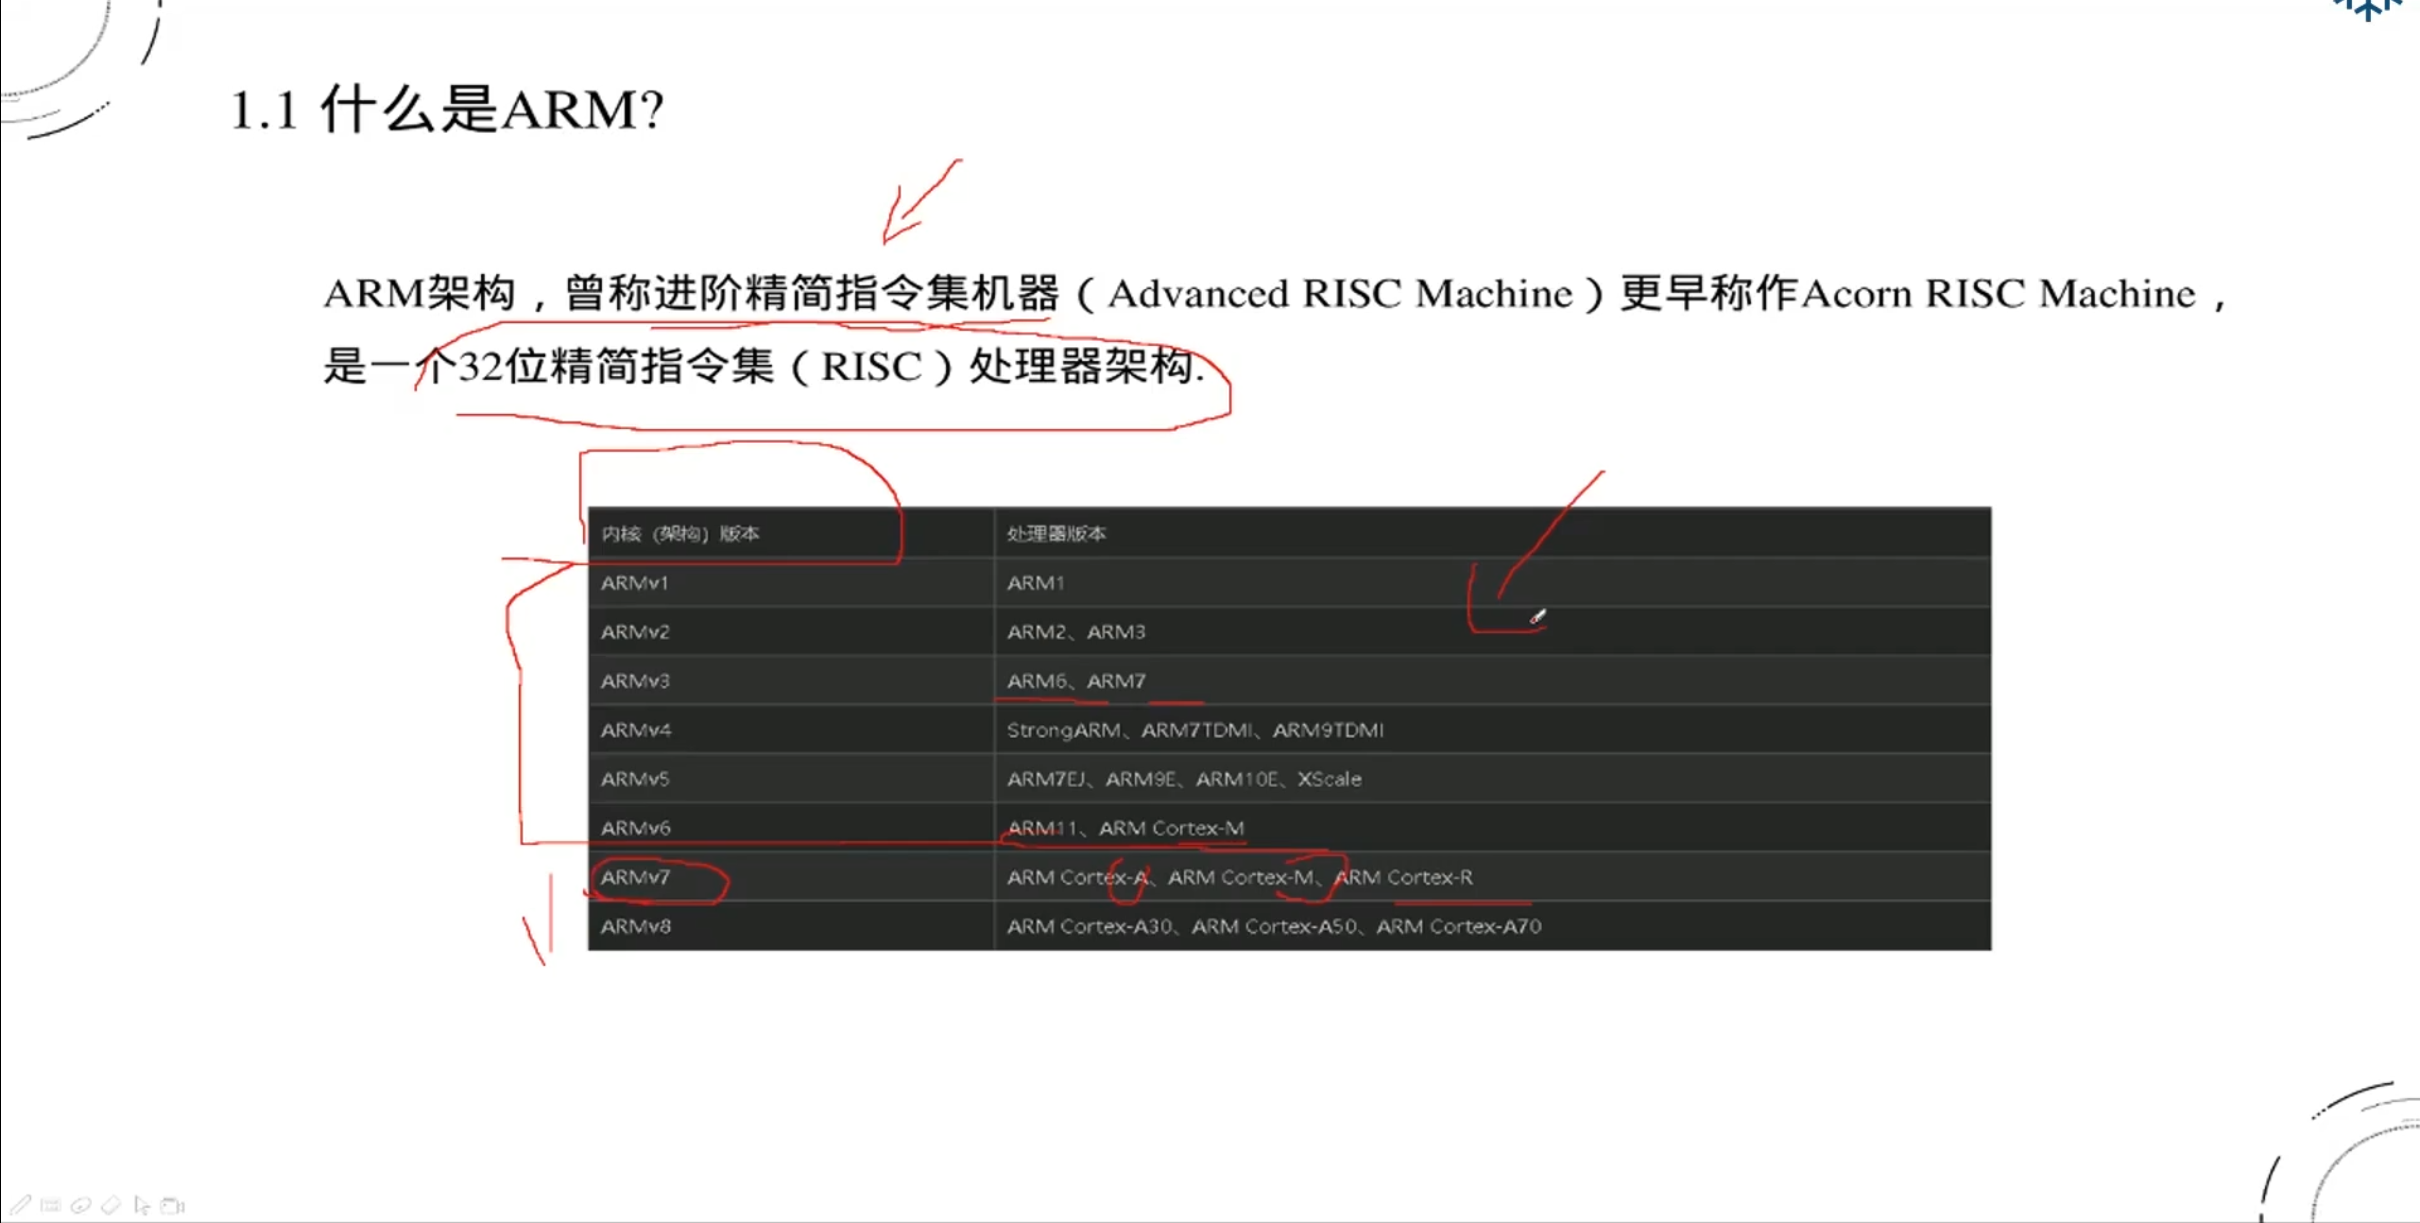 1.1 什么是ARM?
ARM架构，曾称进阶精简指令集机器（Advanced RISC Machine）更早称作Acorn RISC Machine，
是一个32位精简指令集（RISC）处理器架构.
内核（架构）版本 处理器版本
ARMv1 ARM1
ARMv2 ARM2、ARM3
ARMv3 ARM6、ARM7
ARMv4 StrongARM、ARM7TDMI、ARM9TDMI
ARMv5 ARM7EJ、ARM9E、ARM10E、XScale
ARMv6 ARM11、ARM Cortex-M
ARMv7 ARM Cortex-A、ARM Cortex-M、ARM Cortex-R
ARMv8 ARM Cortex-A30、ARM Cortex-A50、ARM Cortex-A70